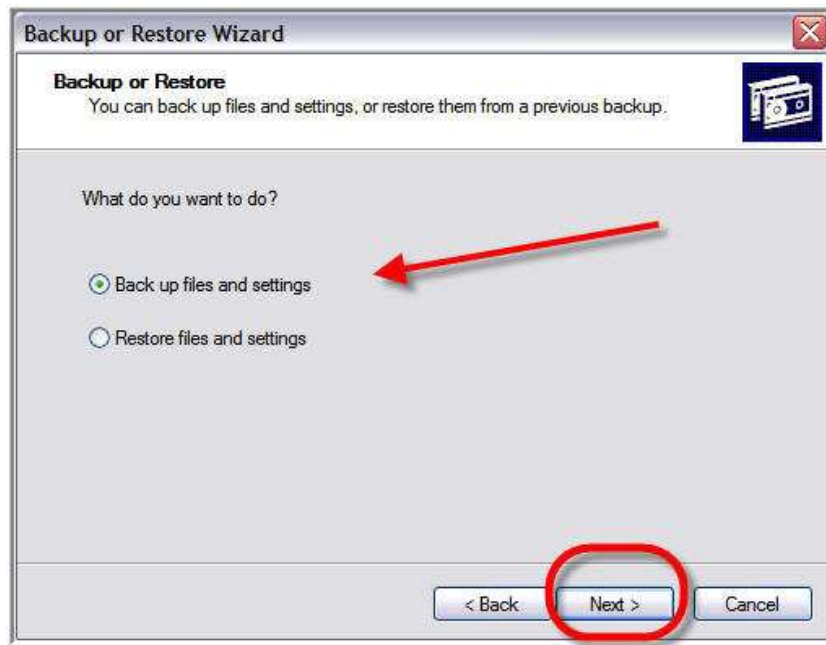 Backup or Restore Wizard
Backup or Restore
You can back up files and settings, or restore them from a previous backup.
What do you want to do?
Back up files and settings
Restore files and settings
< Back Next > Cancel